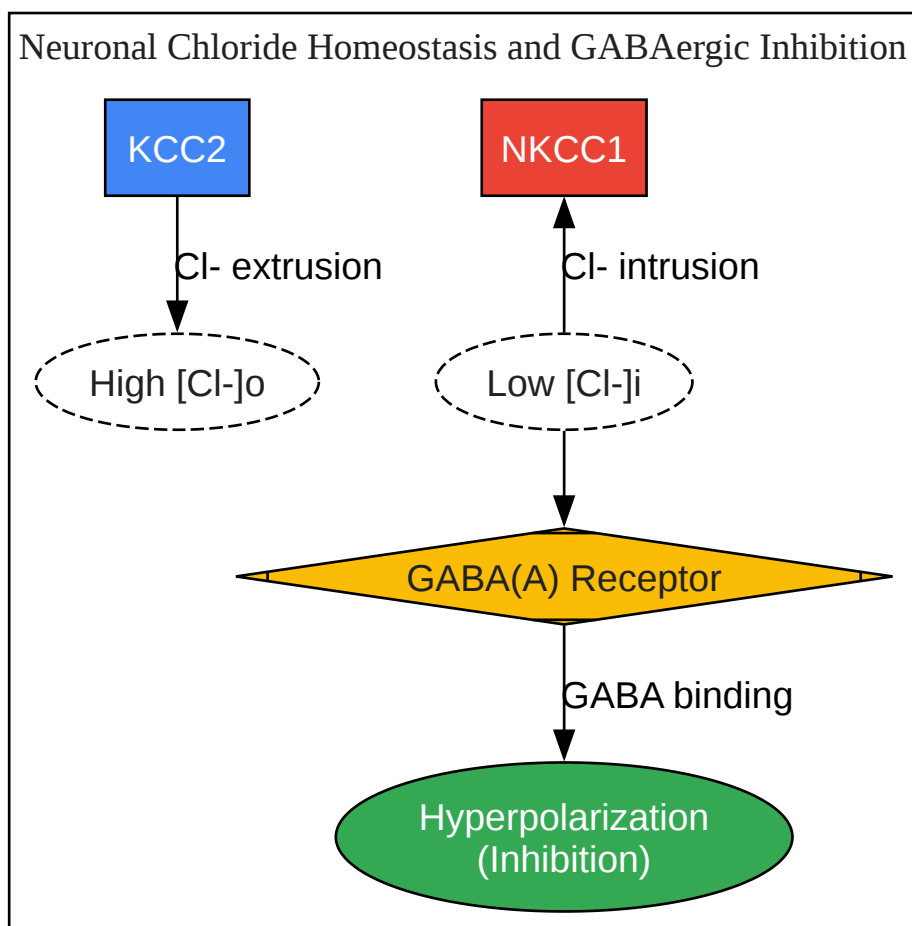 Neuronal Chloride Homeostasis and GABAergic Inhibition
KCC2
NKCC1
Cl- extrusion
Cl- intrusion
High [Cl-]o
Low [Cl-]i
GABA(A) Receptor
GABA binding
Hyperpolarization
(Inhibition)